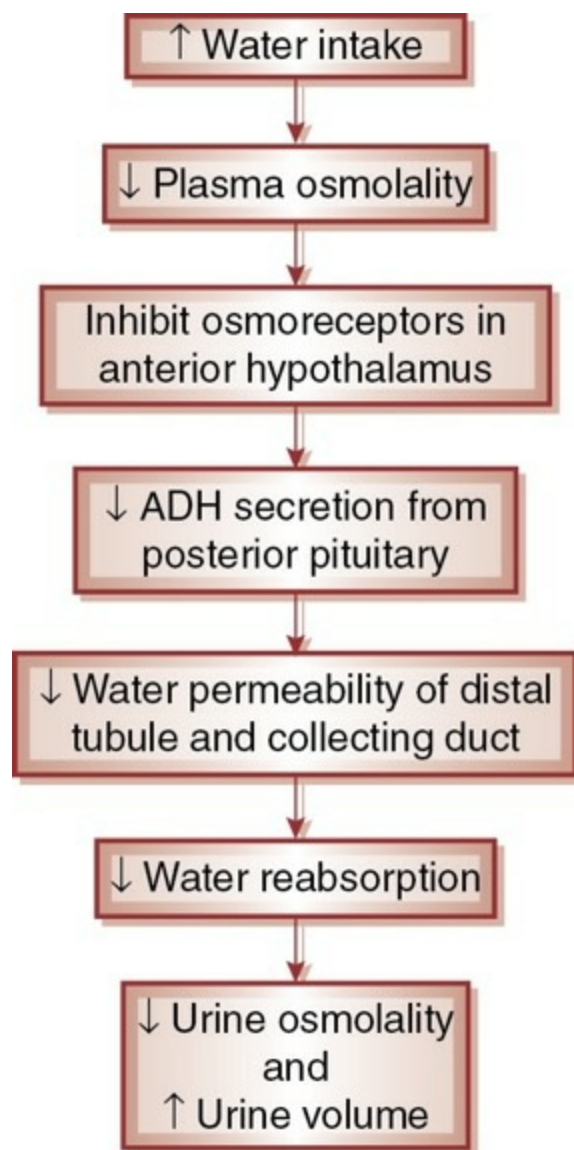 ↑ Water intake
↓ Plasma osmolality
Inhibit osmoreceptors in
anterior hypothalamus
↓ ADH secretion from
posterior pituitary
↓ Water permeability of distal
tubule and collecting duct
↓ Water reabsorption
↓ Urine osmolality
and
↑ Urine volume